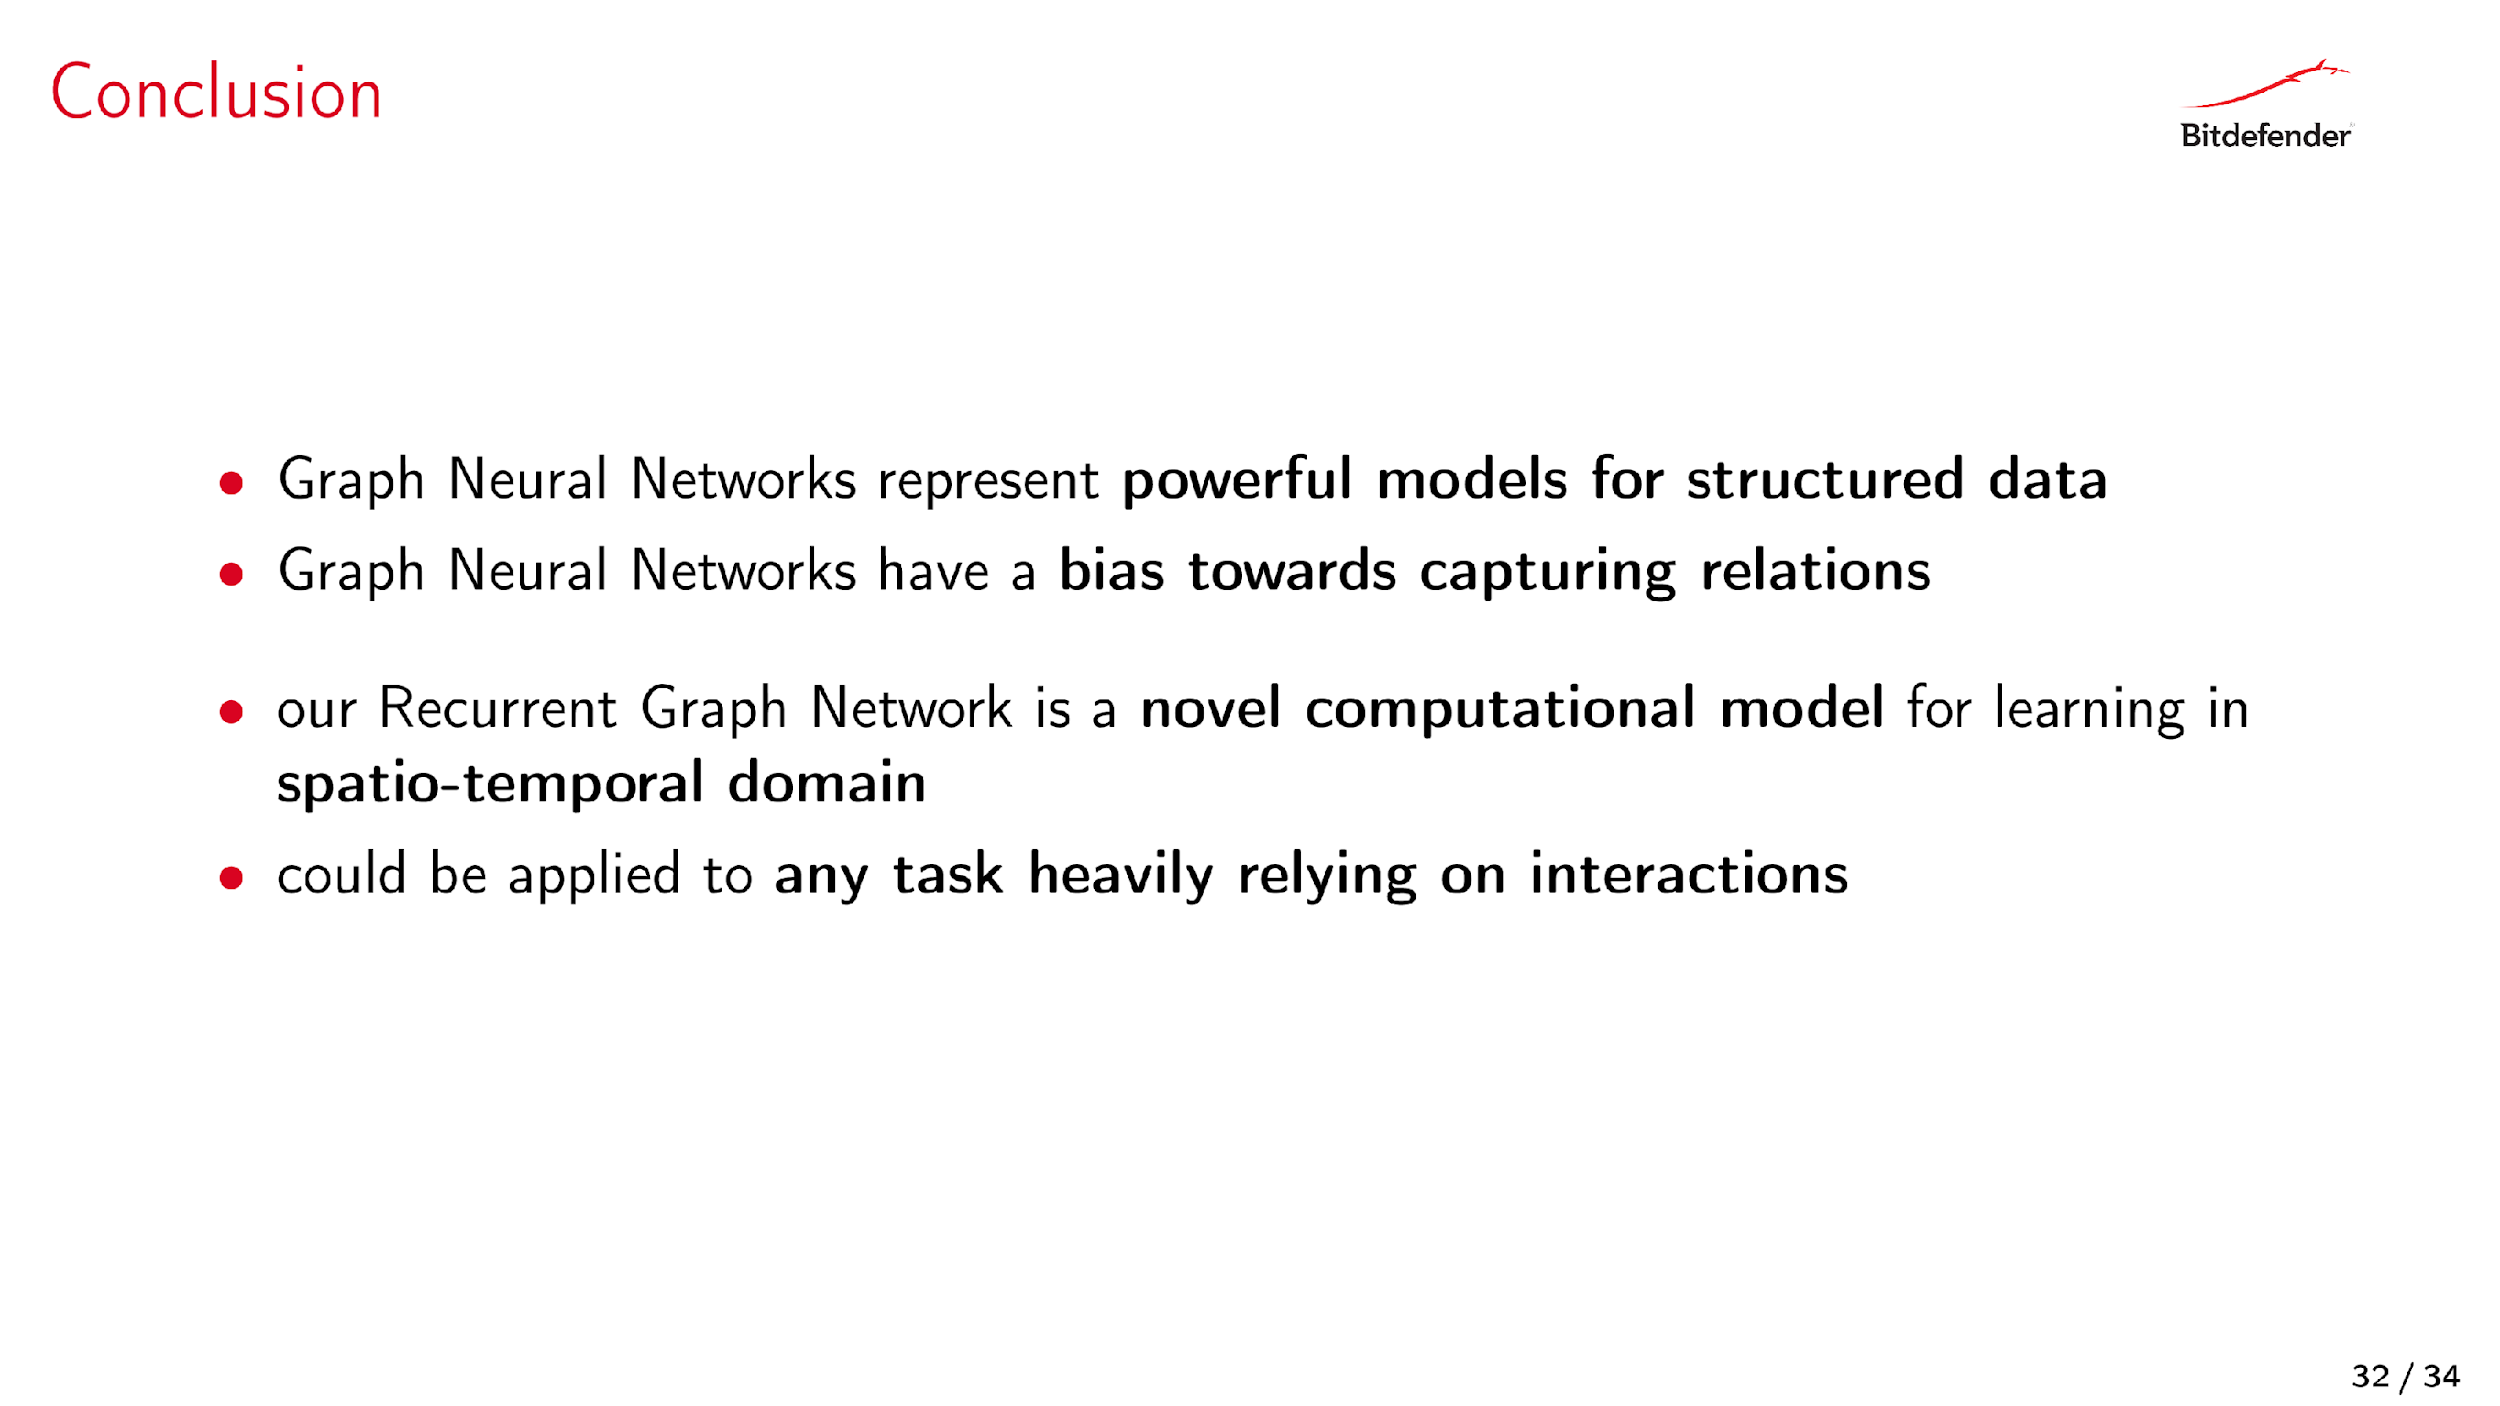 Conclusion
Bitdefender
• Graph Neural Networks represent powerful models for structured data
• Graph Neural Networks have a bias towards capturing relations
• our Recurrent Graph Network is a novel computational model for learning in
spatio-temporal domain
• could be applied to any task heavily relying on interactions
32 / 34